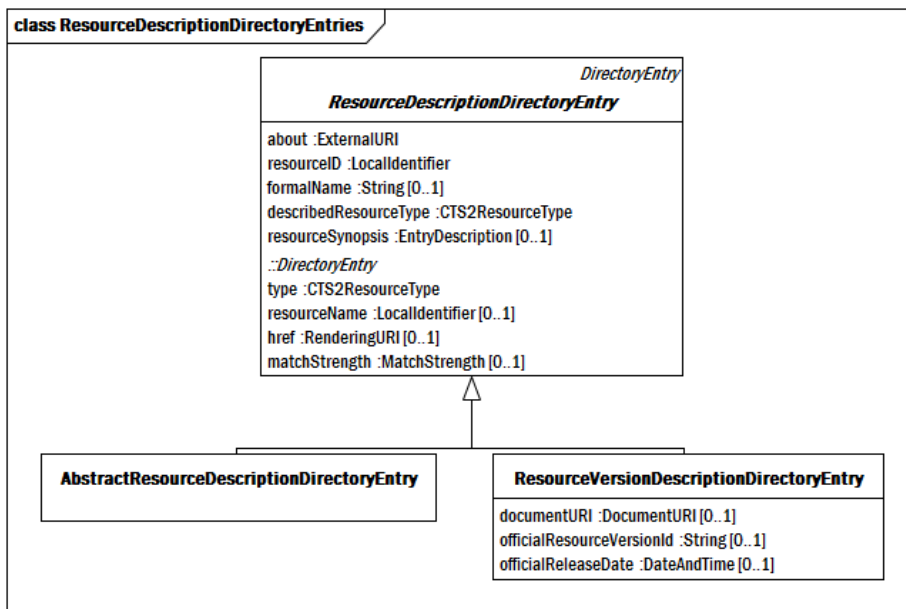 class ResourceDescriptionDirectoryEntries
DirectoryEntry
ResourceDescriptionDirectoryEntry
about :ExternalURI
resourceID :LocalIdentifier
formalName :String [0..1]
describedResourceType :CTS2ResourceType
resourceSynopsis :EntryDescription [0..1]
::DirectoryEntry
type :CTS2ResourceType
resourceName :LocalIdentifier [0..1]
href :RenderingURI [0..1]
matchStrength :MatchStrength [0..1]
AbstractResourceDescriptionDirectoryEntry
ResourceVersionDescriptionDirectoryEntry
documentURI :DocumentURI [0..1]
officialResourceVersionId :String [0..1]
officialReleaseDate :DateAndTime [0..1]